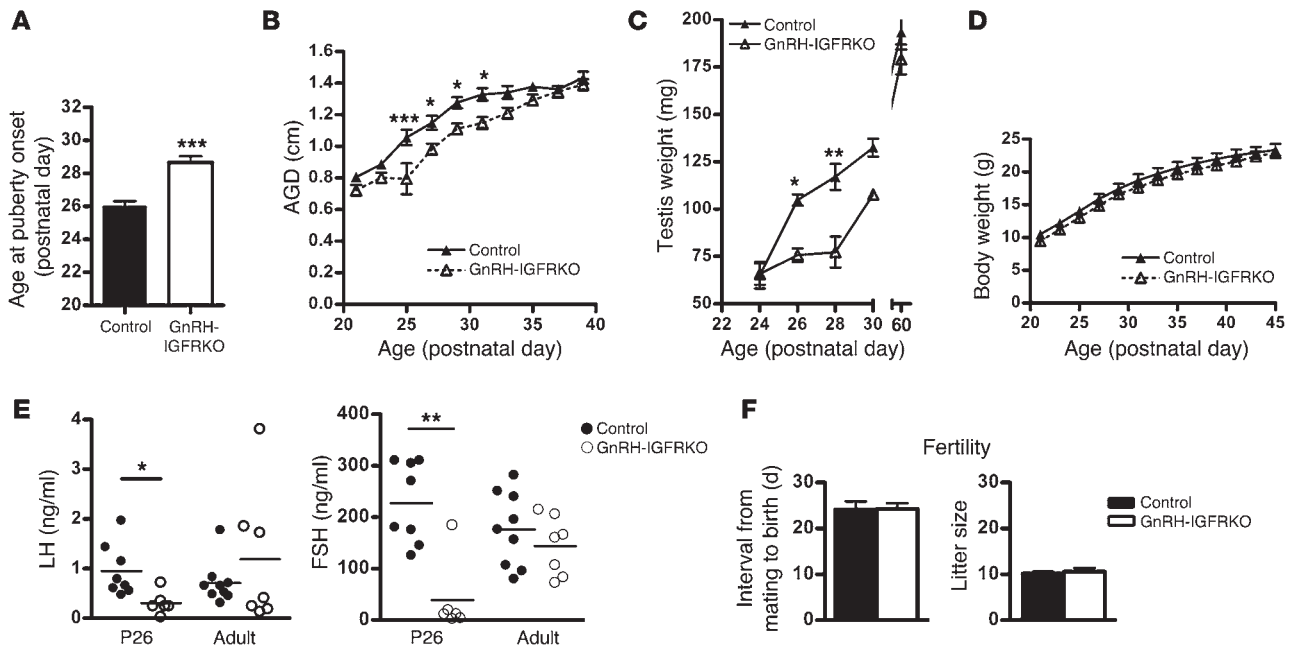 A
Age at puberty onset
(postnatal day)
32
30
28
26
24
22
20
***
Control
GnRH-
IGFRKO
B
AGD (cm)
1.6
1.4
1.2
1.0
0.8
0.6
0.4
0.2
0.0
***
*
*
*
Control
GnRH-IGFRKO
20
25
30
35
40
Age (postnatal day)
C
Testis weight (mg)
200
175
150
125
100
75
50
Control
GnRH-IGFRKO
*
**
22
24
26
28
30
60
Age (postnatal day)
D
Body weight (g)
25
20
15
10
5
0
Control
GnRH-IGFRKO
20
25
30
35
40
45
Age (postnatal day)
E
LH (ng/ml)
4
3
2
1
0
*
P26
Adult
FSH (ng/ml)
400
300
200
100
0
**
P26
Adult
Control
GnRH-IGFRKO
F
Fertility
Interval from
mating to birth (d)
30
20
10
0
Litter size
30
20
10
0
Control
GnRH-IGFRKO